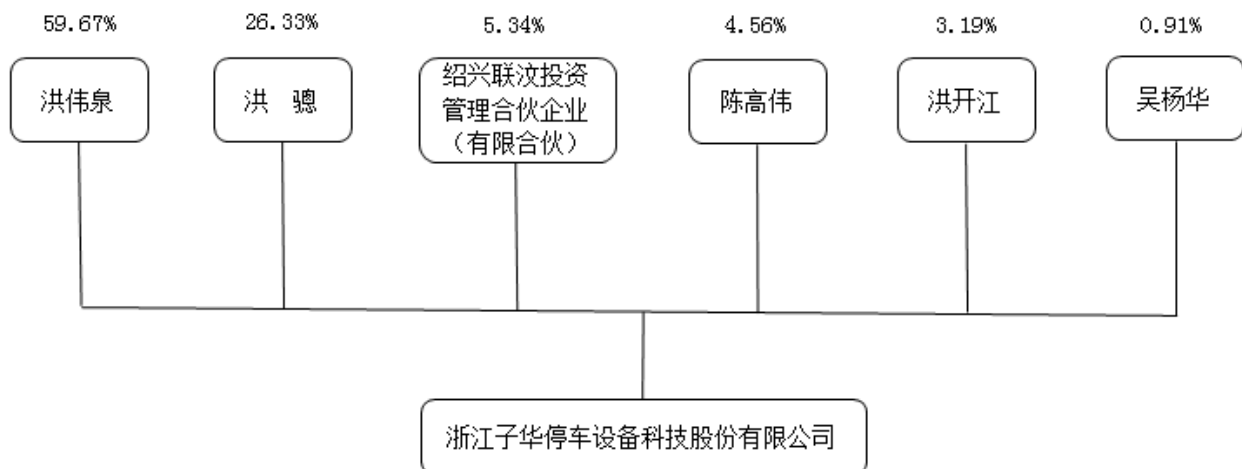 59.67%
26.33%
5.34%
4.56%
3.19%
0.91%
洪伟泉
洪 骢
绍兴联汶投资
管理合伙企业
（有限合伙）
陈高伟
洪开江
吴杨华
浙江子华停车设备科技股份有限公司